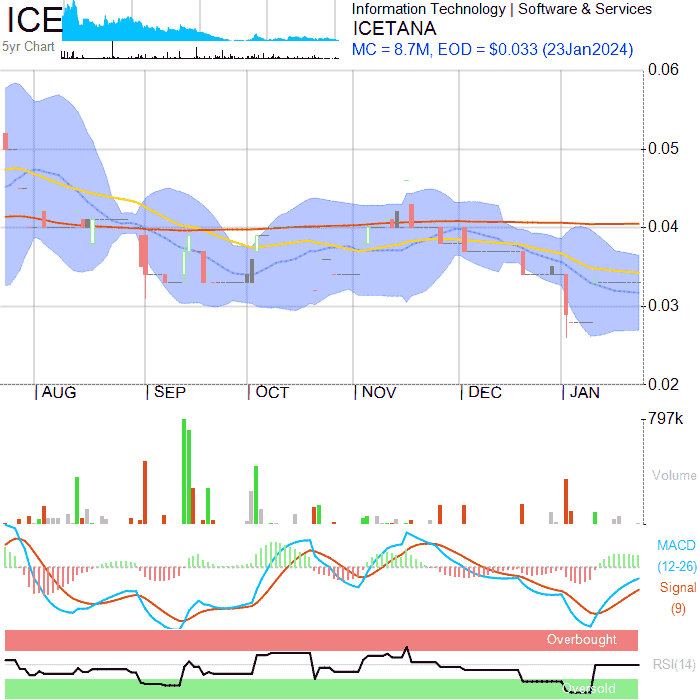 ICE
5yr Chart
Information Technology | Software & Services
ICETANA
MC = 8.7M, EOD = $0.033 (23Jan2024)
0.06
0.05
0.04
0.03
0.02
AUG SEP OCT NOV DEC JAN
797k
Volume
MACD
(12-26)
Signal
(9)
Overbought
RSI(14)
Oversold